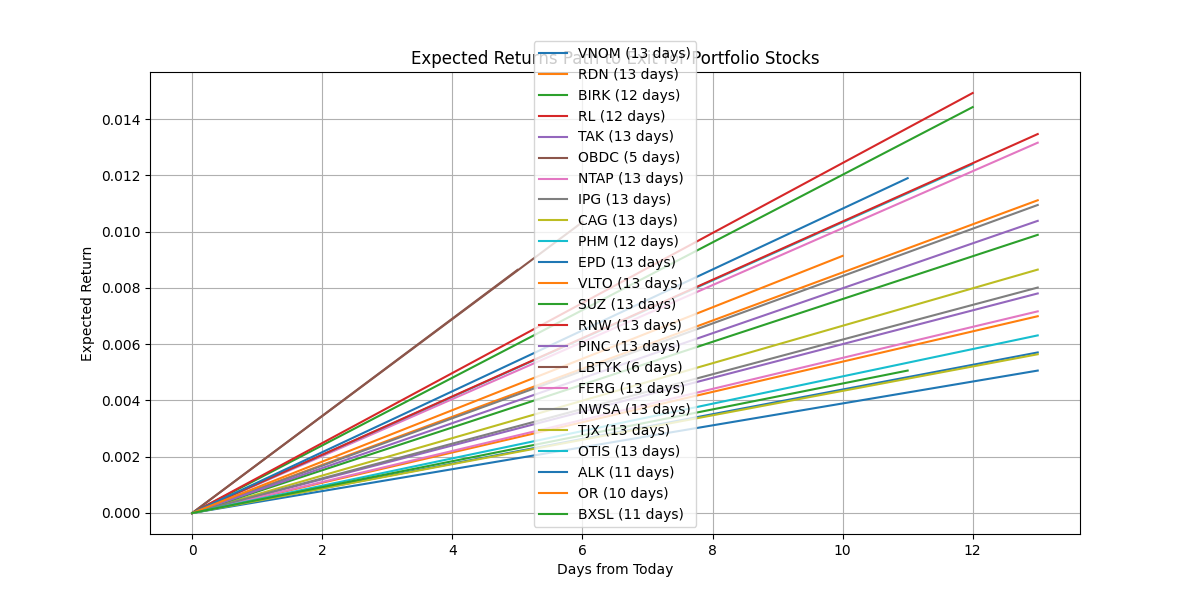 Expected Returns Path to Exit for Portfolio Stocks
VNOM (13 days)
RDN (13 days)
BIRK (12 days)
RL (12 days)
TAK (13 days)
OBDC (5 days)
NTAP (13 days)
IPG (13 days)
CAG (13 days)
PHM (12 days)
EPD (13 days)
VLTO (13 days)
SUZ (13 days)
RNW (13 days)
PINC (13 days)
LBTYK (6 days)
FERG (13 days)
NWSA (13 days)
TJX (13 days)
OTIS (13 days)
ALK (11 days)
OR (10 days)
BXSL (11 days)
Expected Return
0.014
0.012
0.010
0.008
0.006
0.004
0.002
0.000
0 2 4 6 8 10 12
Days from Today